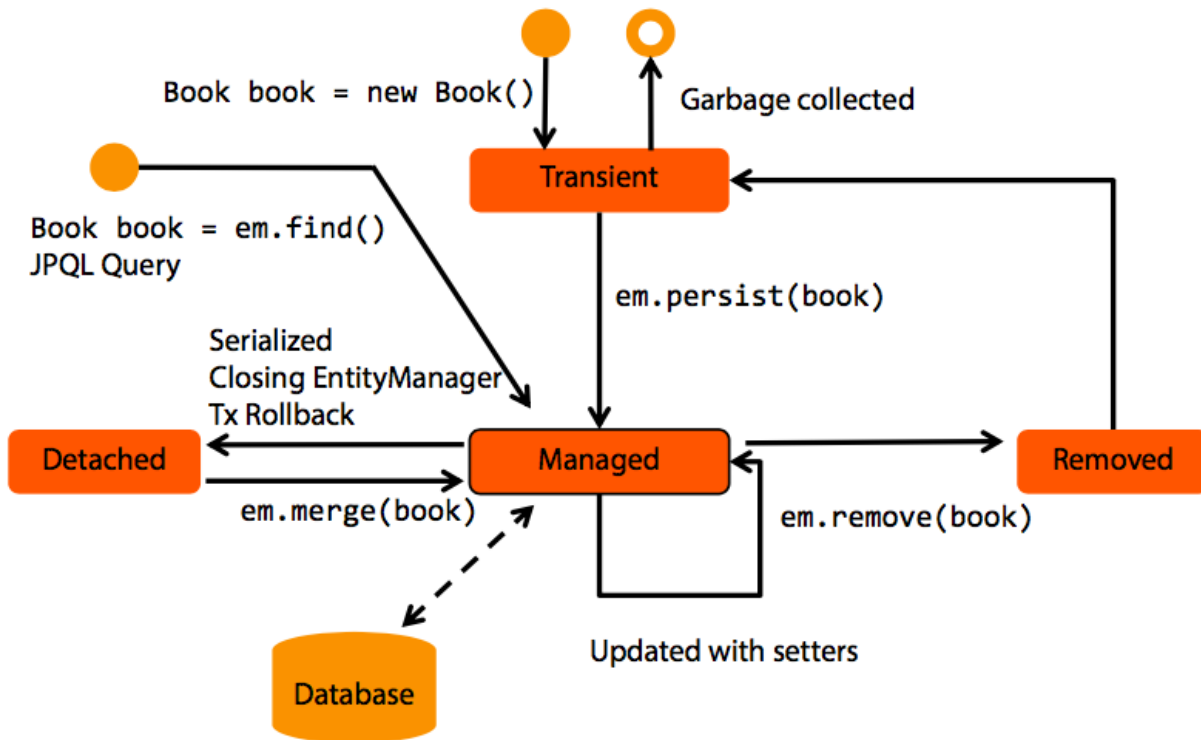 Book book = new Book()
Garbage collected
Transient
Book book = em.find()
JPQL Query
em.persist(book)
Serialized
Closing EntityManager
Tx Rollback
Detached
Managed
Removed
em.merge(book)
em.remove(book)
Updated with setters
Database